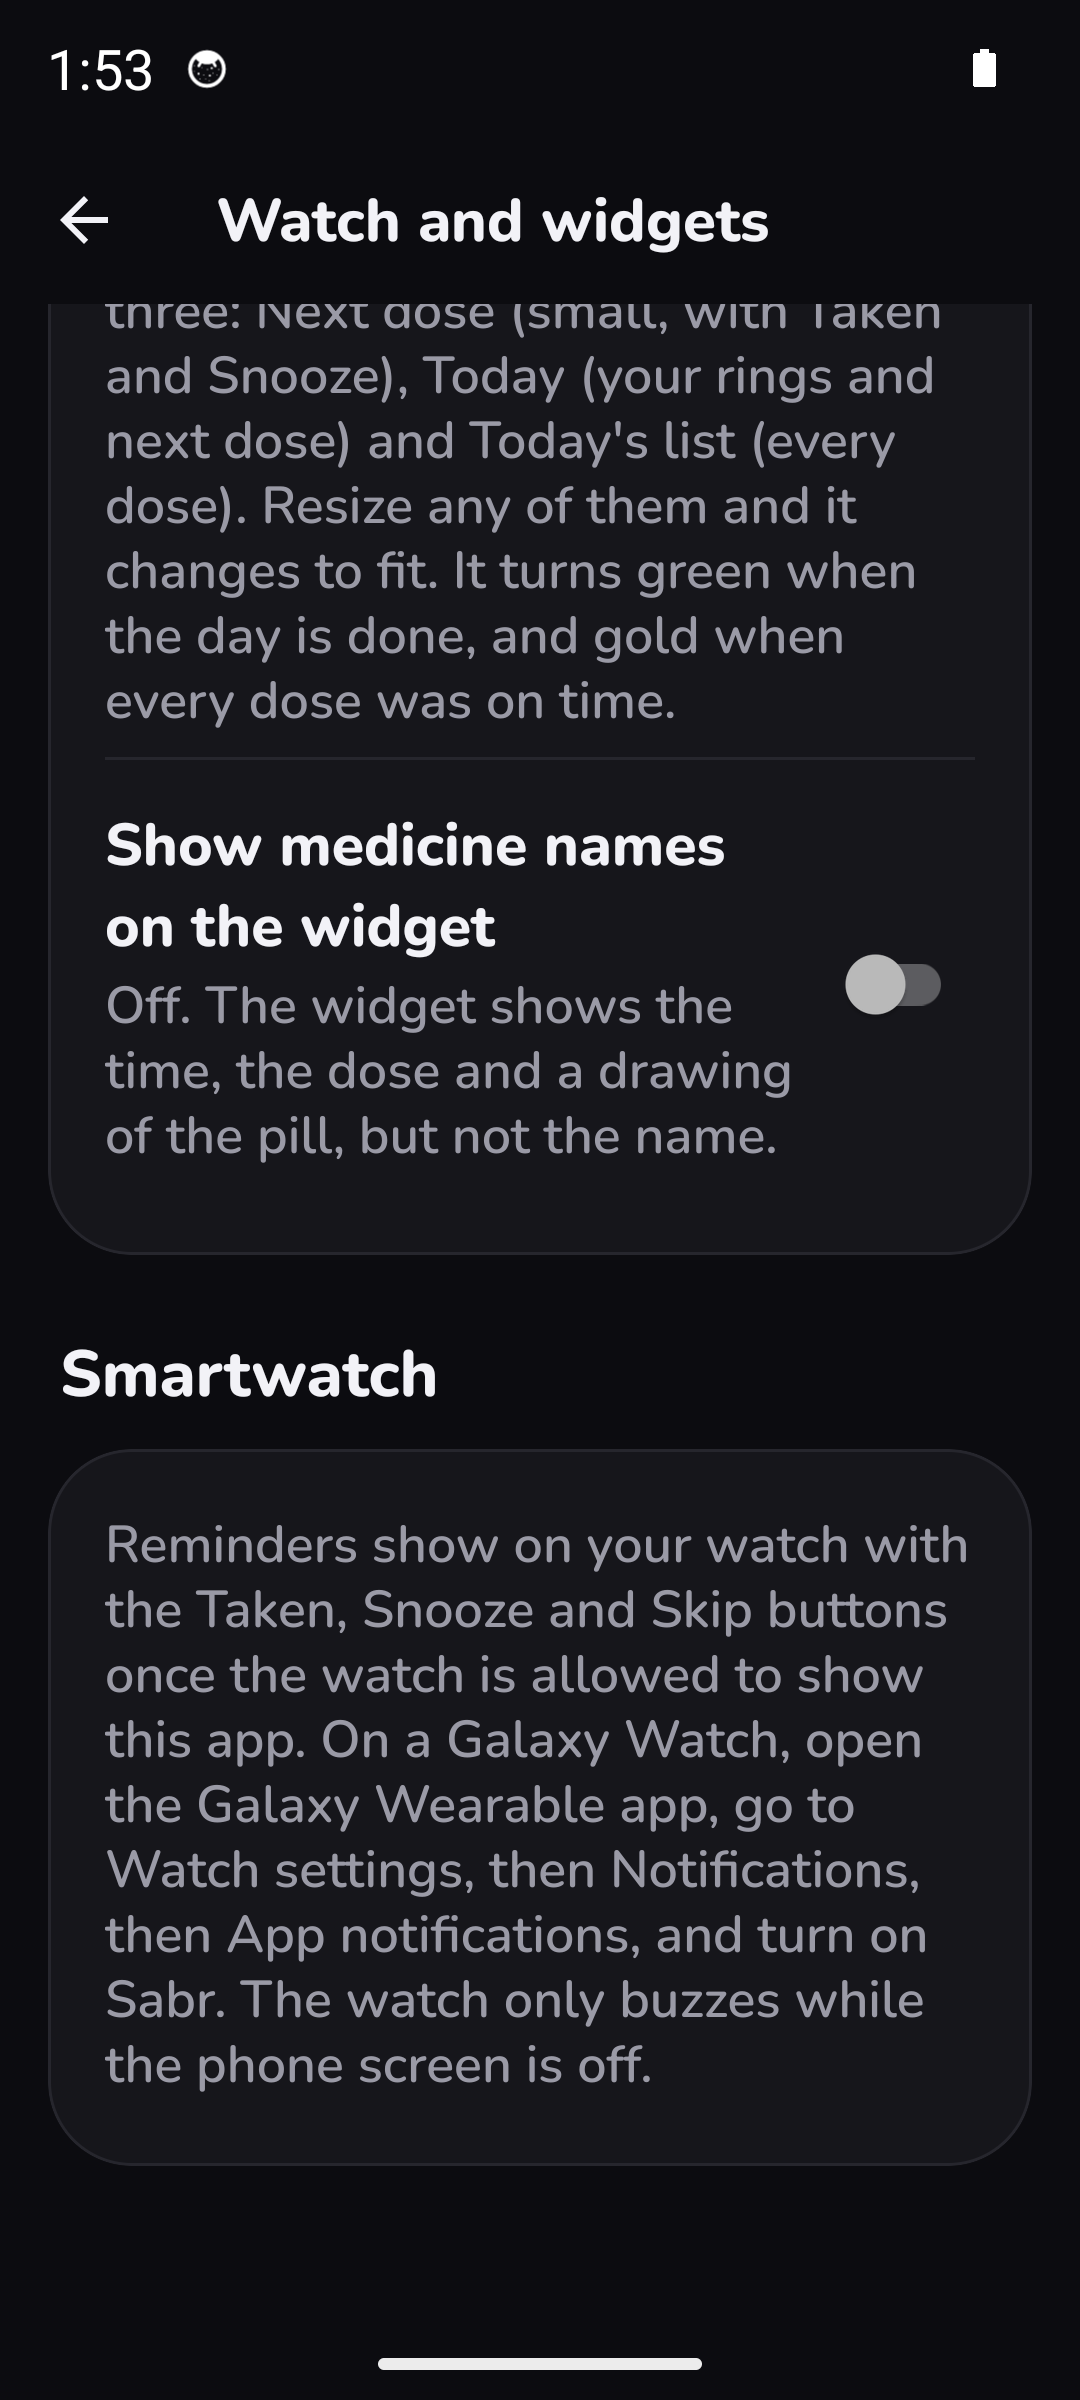 1:53
Watch and widgets
three: Next dose (small, with Taken
and Snooze), Today (your rings and
next dose) and Today's list (every
dose). Resize any of them and it
changes to fit. It turns green when
the day is done, and gold when
every dose was on time.
Show medicine names
on the widget
Off. The widget shows the
time, the dose and a drawing
of the pill, but not the name.
Smartwatch
Reminders show on your watch with
the Taken, Snooze and Skip buttons
once the watch is allowed to show
this app. On a Galaxy Watch, open
the Galaxy Wearable app, go to
Watch settings, then Notifications,
then App notifications, and turn on
Sabr. The watch only buzzes while
the phone screen is off.